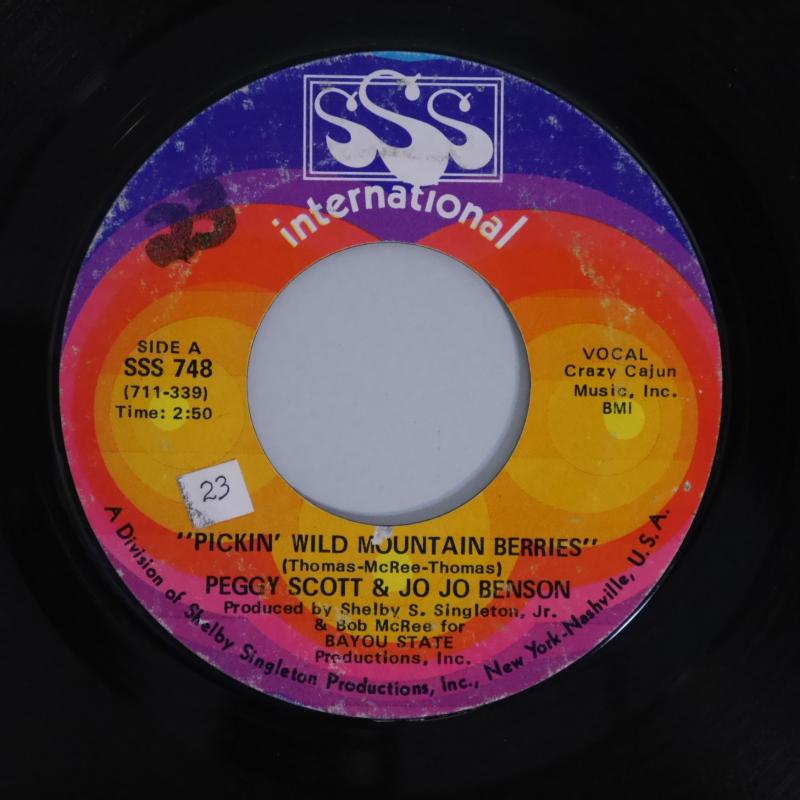 SSS
international
23
SIDE A
SSS 748
(711-339)
Time: 2:50
VOCAL
Crazy Cajun
Music, Inc.
BMI
23
"PICKIN' WILD MOUNTAIN BERRIES"
(Thomas-McRee-Thomas)
PEGGY SCOTT & JO JO BENSON
Produced by Shelby S. Singleton, Jr.
& Bob McRee for
BAYOU STATE
Productions, Inc.
A Division of Shelby Singleton Productions, Inc., New York-Nashville, U.S.A.